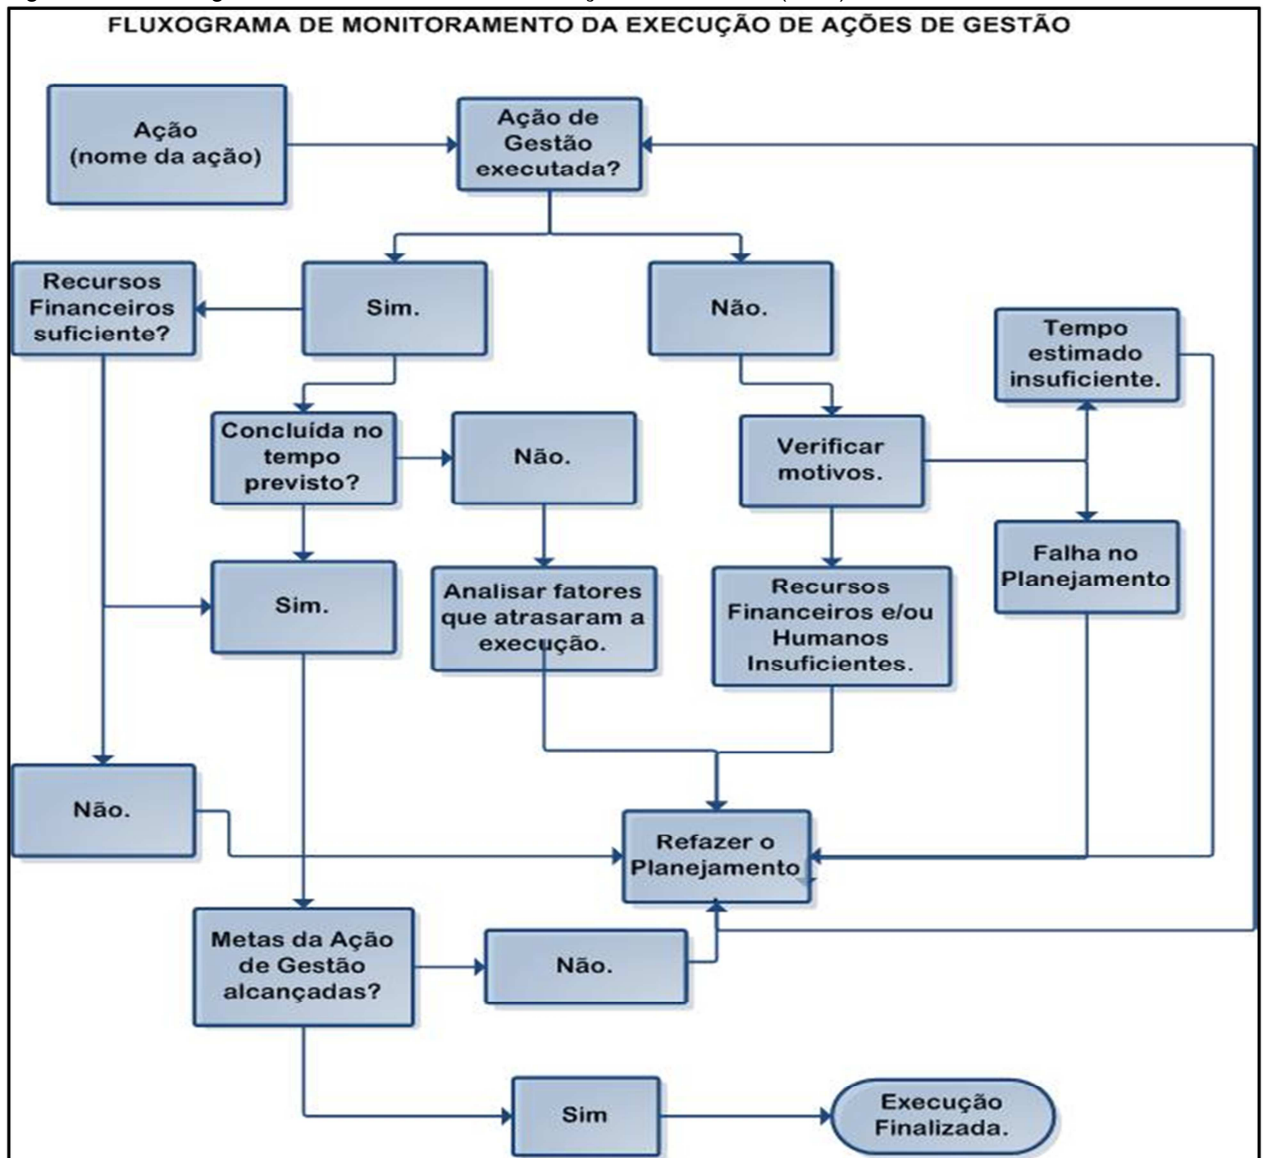 FLUXOGRAMA DE MONITORAMENTO DA EXECUÇÃO DE AÇÕES DE GESTÃO
Ação
(nome da ação)
Ação de
Gestão
executada?
Recursos
Financeiros
suficiente?
Sim.
Não.
Tempo
estimado
insuficiente.
Concluída no
tempo
previsto?
Não.
Verificar
motivos.
Falha no
Planejamento
Sim.
Analisar fatores
que atrasaram a
execução.
Recursos
Financeiros e/ou
Humanos
Insuficientes.
Não.
Refazer o
Planejamento
Metas da Ação
de Gestão
alcançadas?
Não.
Sim
Execução
Finalizada.